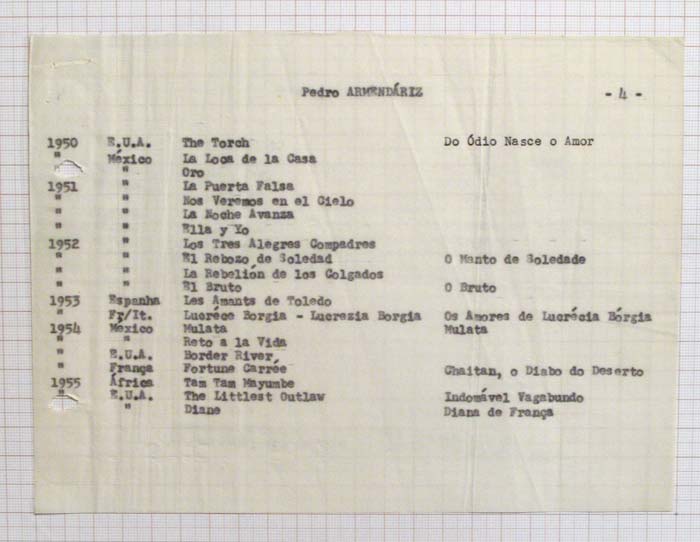 Pedro ARMENDÁRIZ - 4 -
1950 E.U.A. The Torch Do Ódio Nasce o Amor
" México La Loca de la Casa
" Oro
1951 " La Puerta Falsa
" " Nos Veremos en el Cielo
" " La Noche Avanza
" " Ella y Yo
1952 " Los Tres Alegres Compadres
" " El Rebozo de Soledad O Manto de Soledade
" " La Rebelión de los Colgados
" " El Bruto O Bruto
1953 Espanha Les Amants de Toledo
" Fr/It. Lucréce Borgia - Lucrezia Borgia Os Amores de Lucrécia Bórgia
1954 México Mulata Mulata
" " Reto a la Vida
" E.U.A. Border River
" França Fortune Carrée Chaitan, o Diabo do Deserto
1955 África Tam Tam Mayumbe
" E.U.A. The Littlest Outlaw Indomável Vagabundo
" Diane Diana de França